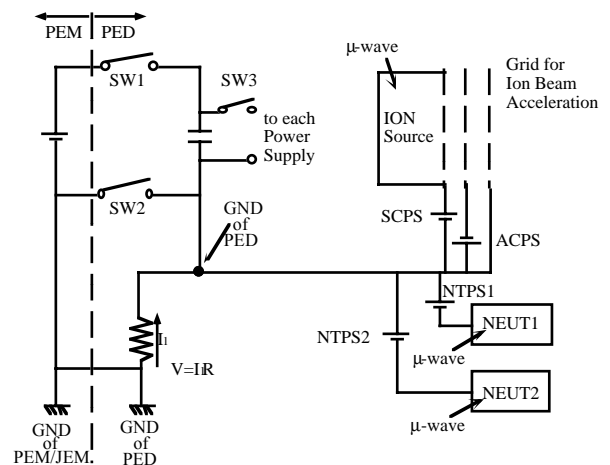 PEM PED
SW1
SW3
to each
Power
Supply
SW2
GND
of
PED
I1
V=I1R
GND
of
PEM/JEM.
GND
of
PED
μ-wave
ION
Source
Grid for
Ion Beam
Acceleration
SCPS
ACPS
NTPS1
NEUT1
μ-wave
NTPS2
NEUT2
μ-wave